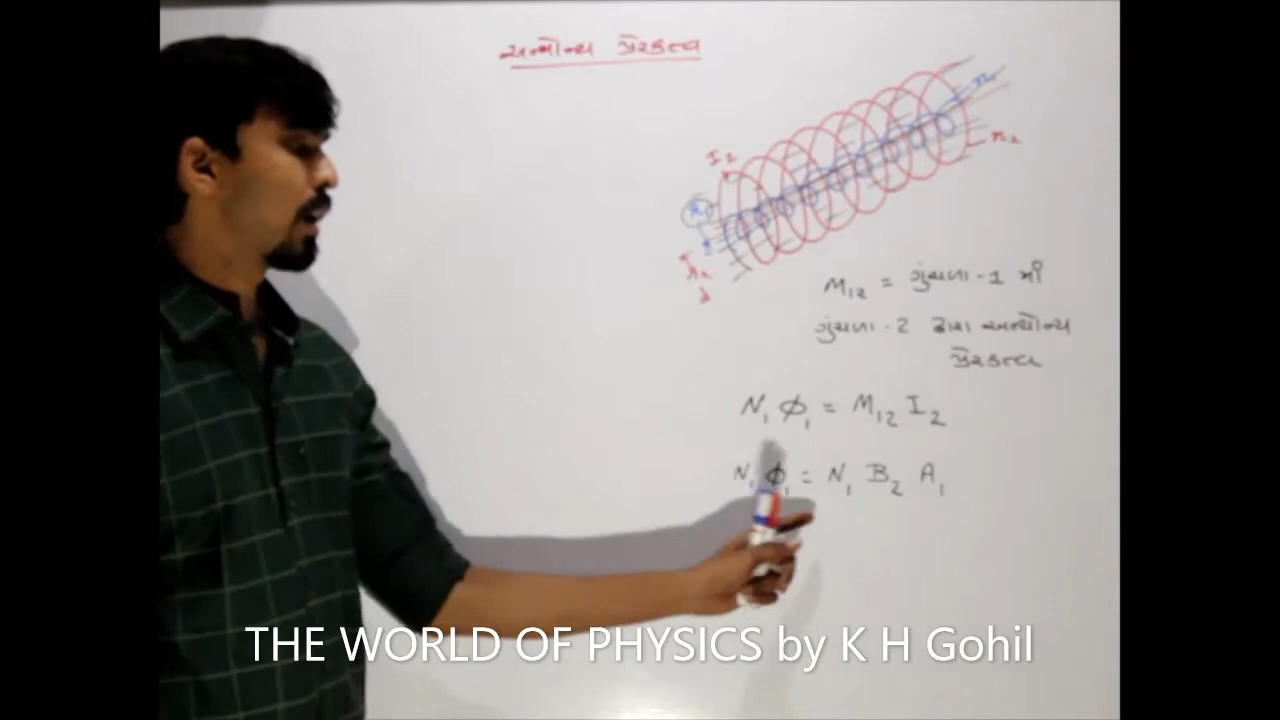 અન્યોન્ય પ્રેરકત્વ
n₁
n₂
I₂
M₁₂ = ગુંચળા - 1 માં
ગુંચળા - 2 દ્વારા અન્યોન્ય
પ્રેરકત્વ
N₁ ϕ₁ = M₁₂ I₂
N₁ ϕ₁ = N₁ B₂ A₁
THE WORLD OF PHYSICS by K H Gohil